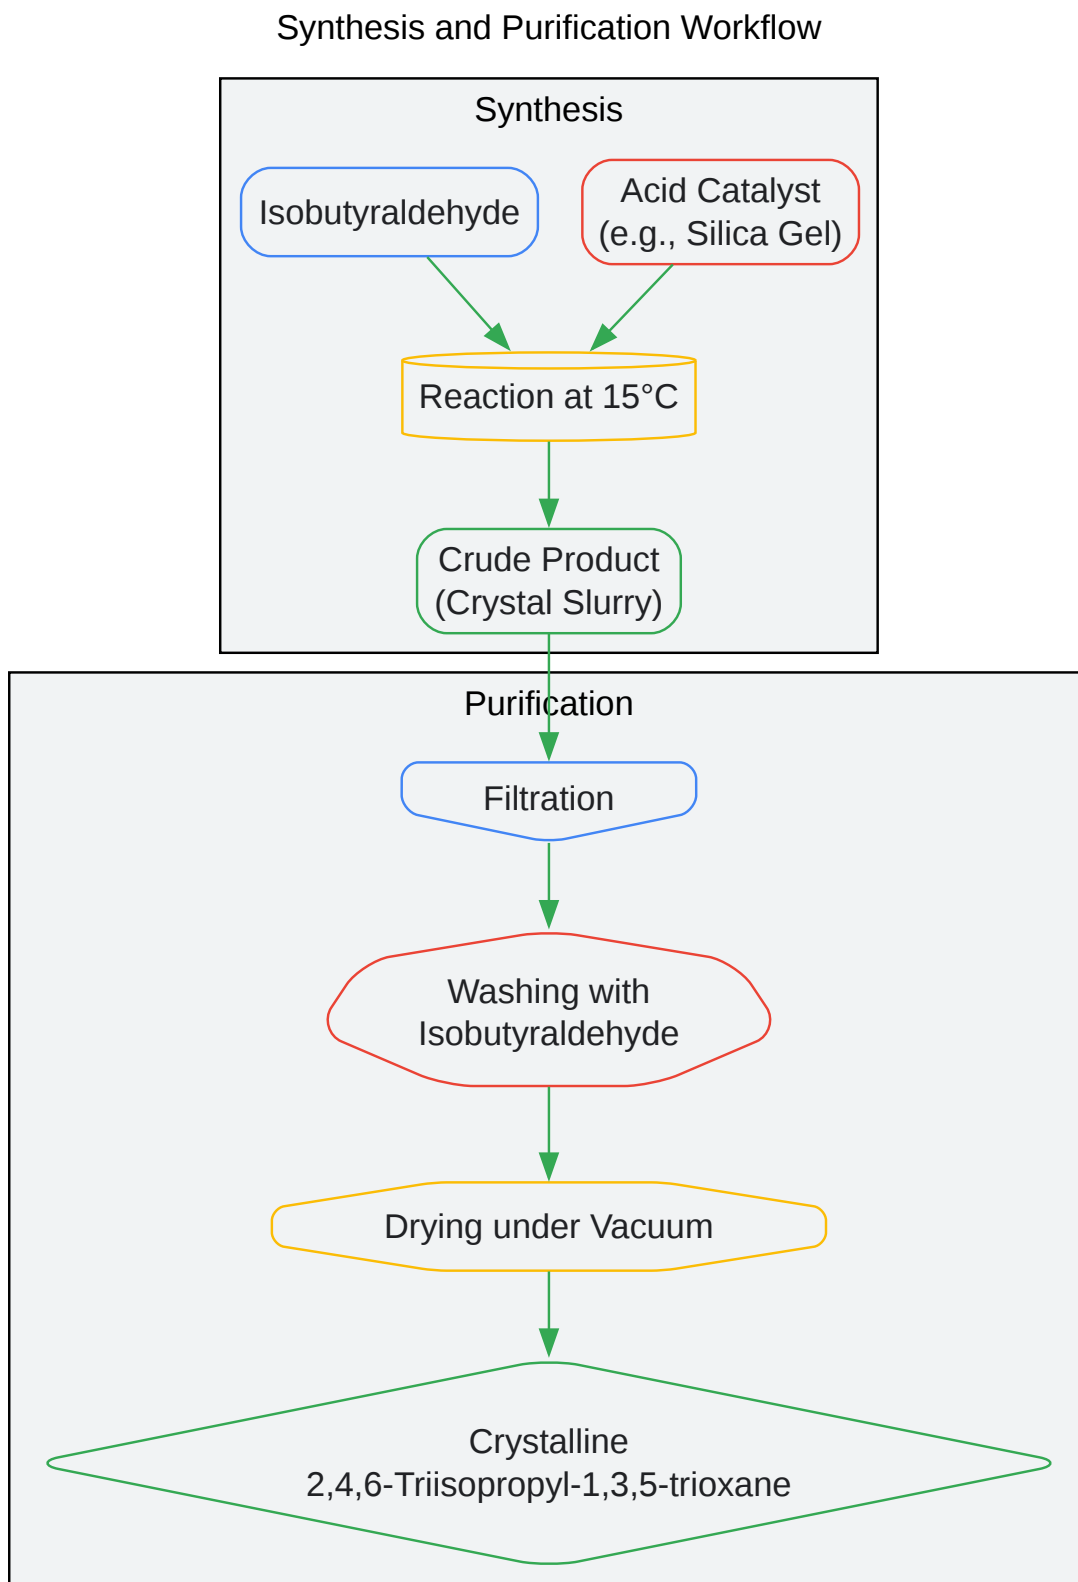 Synthesis and Purification Workflow
Synthesis
Isobutyraldehyde
Acid Catalyst
(e.g., Silica Gel)
Reaction at 15°C
Crude Product
(Crystal Slurry)
Purification
Filtration
Washing with
Isobutyraldehyde
Drying under Vacuum
Crystalline
2,4,6-Triisopropyl-1,3,5-trioxane